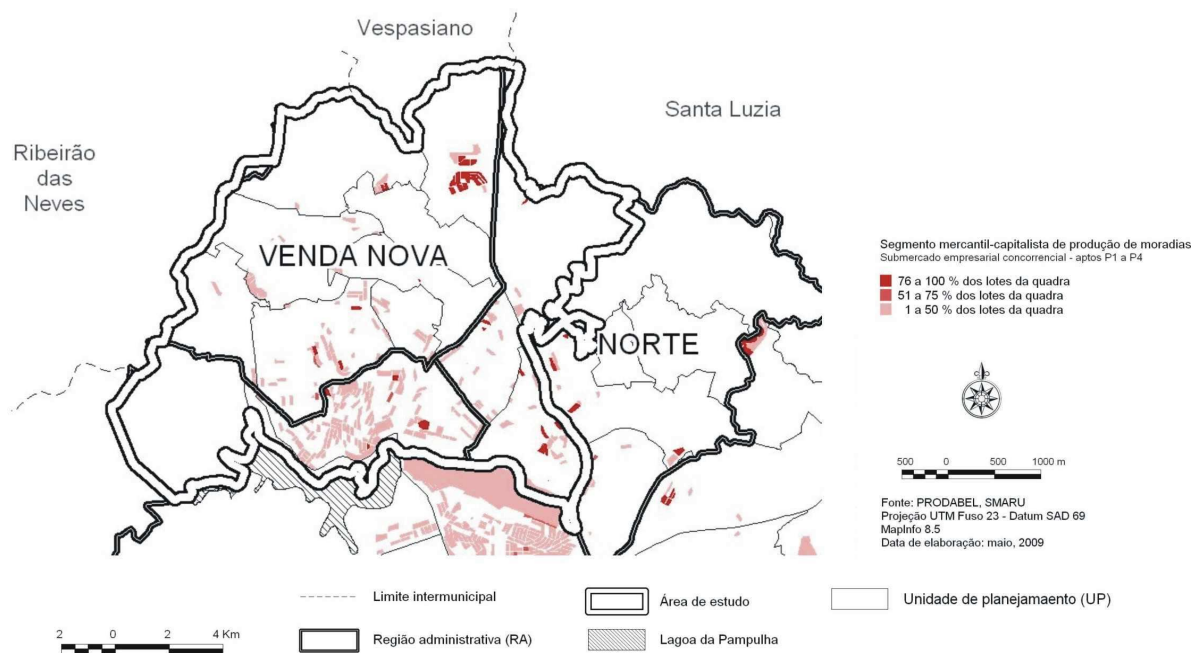 Vespasiano
Santa Luzia
Ribeirão
das
Neves
VENDA NOVA
NORTE
Segmento mercantil-capitalista de produção de moradias
Submercado empresarial concorrencial - aptos P1 a P4
76 a 100 % dos lotes da quadra
51 a 75 % dos lotes da quadra
1 a 50 % dos lotes da quadra
500 0 500 1000 m
Fonte: PRODABEL, SMARU
Projeção UTM Fuso 23 - Datum SAD 69
MapInfo 8.5
Data de elaboração: maio, 2009
Limite intermunicipal
Área de estudo
Unidade de planejamaento (UP)
2 0 2 4 Km
Região administrativa (RA)
Lagoa da Pampulha